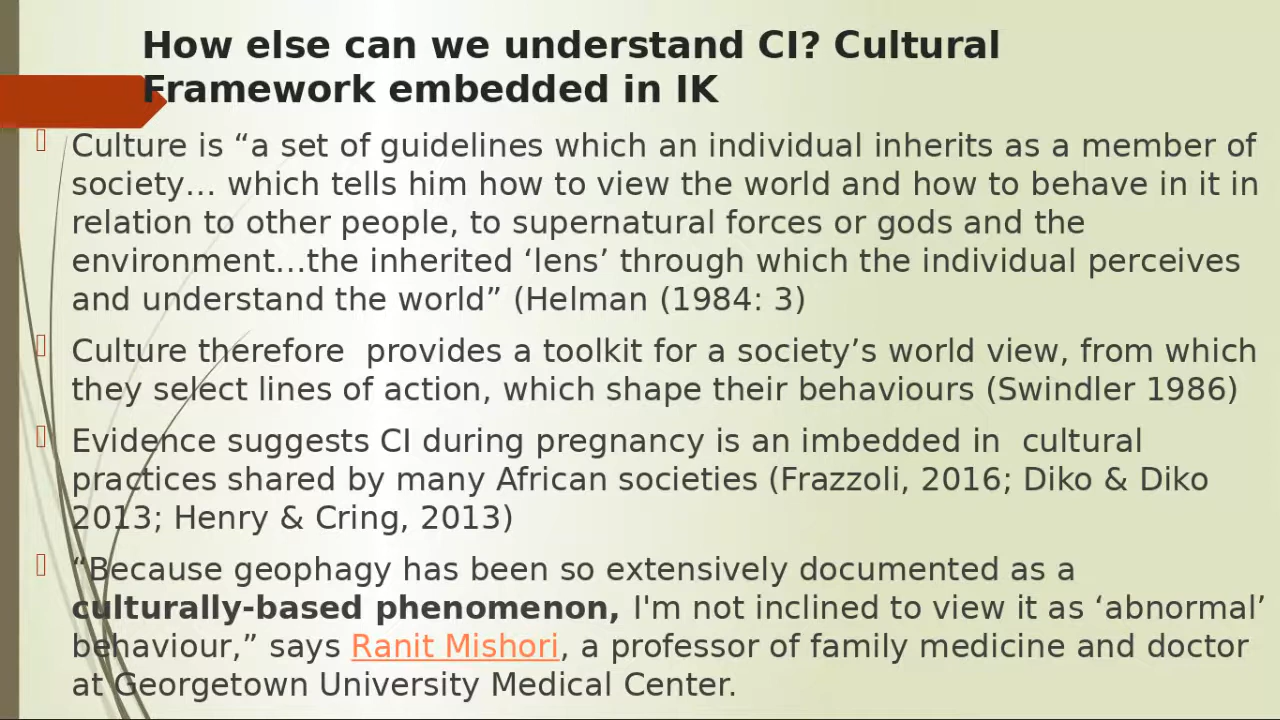 How else can we understand CI? Cultural
Framework embedded in IK
Culture is “a set of guidelines which an individual inherits as a member of
society… which tells him how to view the world and how to behave in it in
relation to other people, to supernatural forces or gods and the
environment…the inherited ‘lens’ through which the individual perceives
and understand the world” (Helman (1984: 3)
Culture therefore  provides a toolkit for a society’s world view, from which
they select lines of action, which shape their behaviours (Swindler 1986)
Evidence suggests CI during pregnancy is an imbedded in  cultural
practices shared by many African societies (Frazzoli, 2016; Diko & Diko
2013; Henry & Cring, 2013)
“Because geophagy has been so extensively documented as a
culturally-based phenomenon, I'm not inclined to view it as ‘abnormal’
behaviour,” says Ranit Mishori, a professor of family medicine and doctor
at Georgetown University Medical Center.